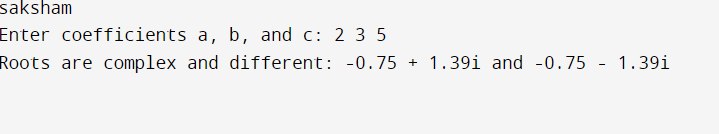 saksham
Enter coefficients a, b, and c: 2 3 5
Roots are complex and different: -0.75 + 1.39i and -0.75 - 1.39i